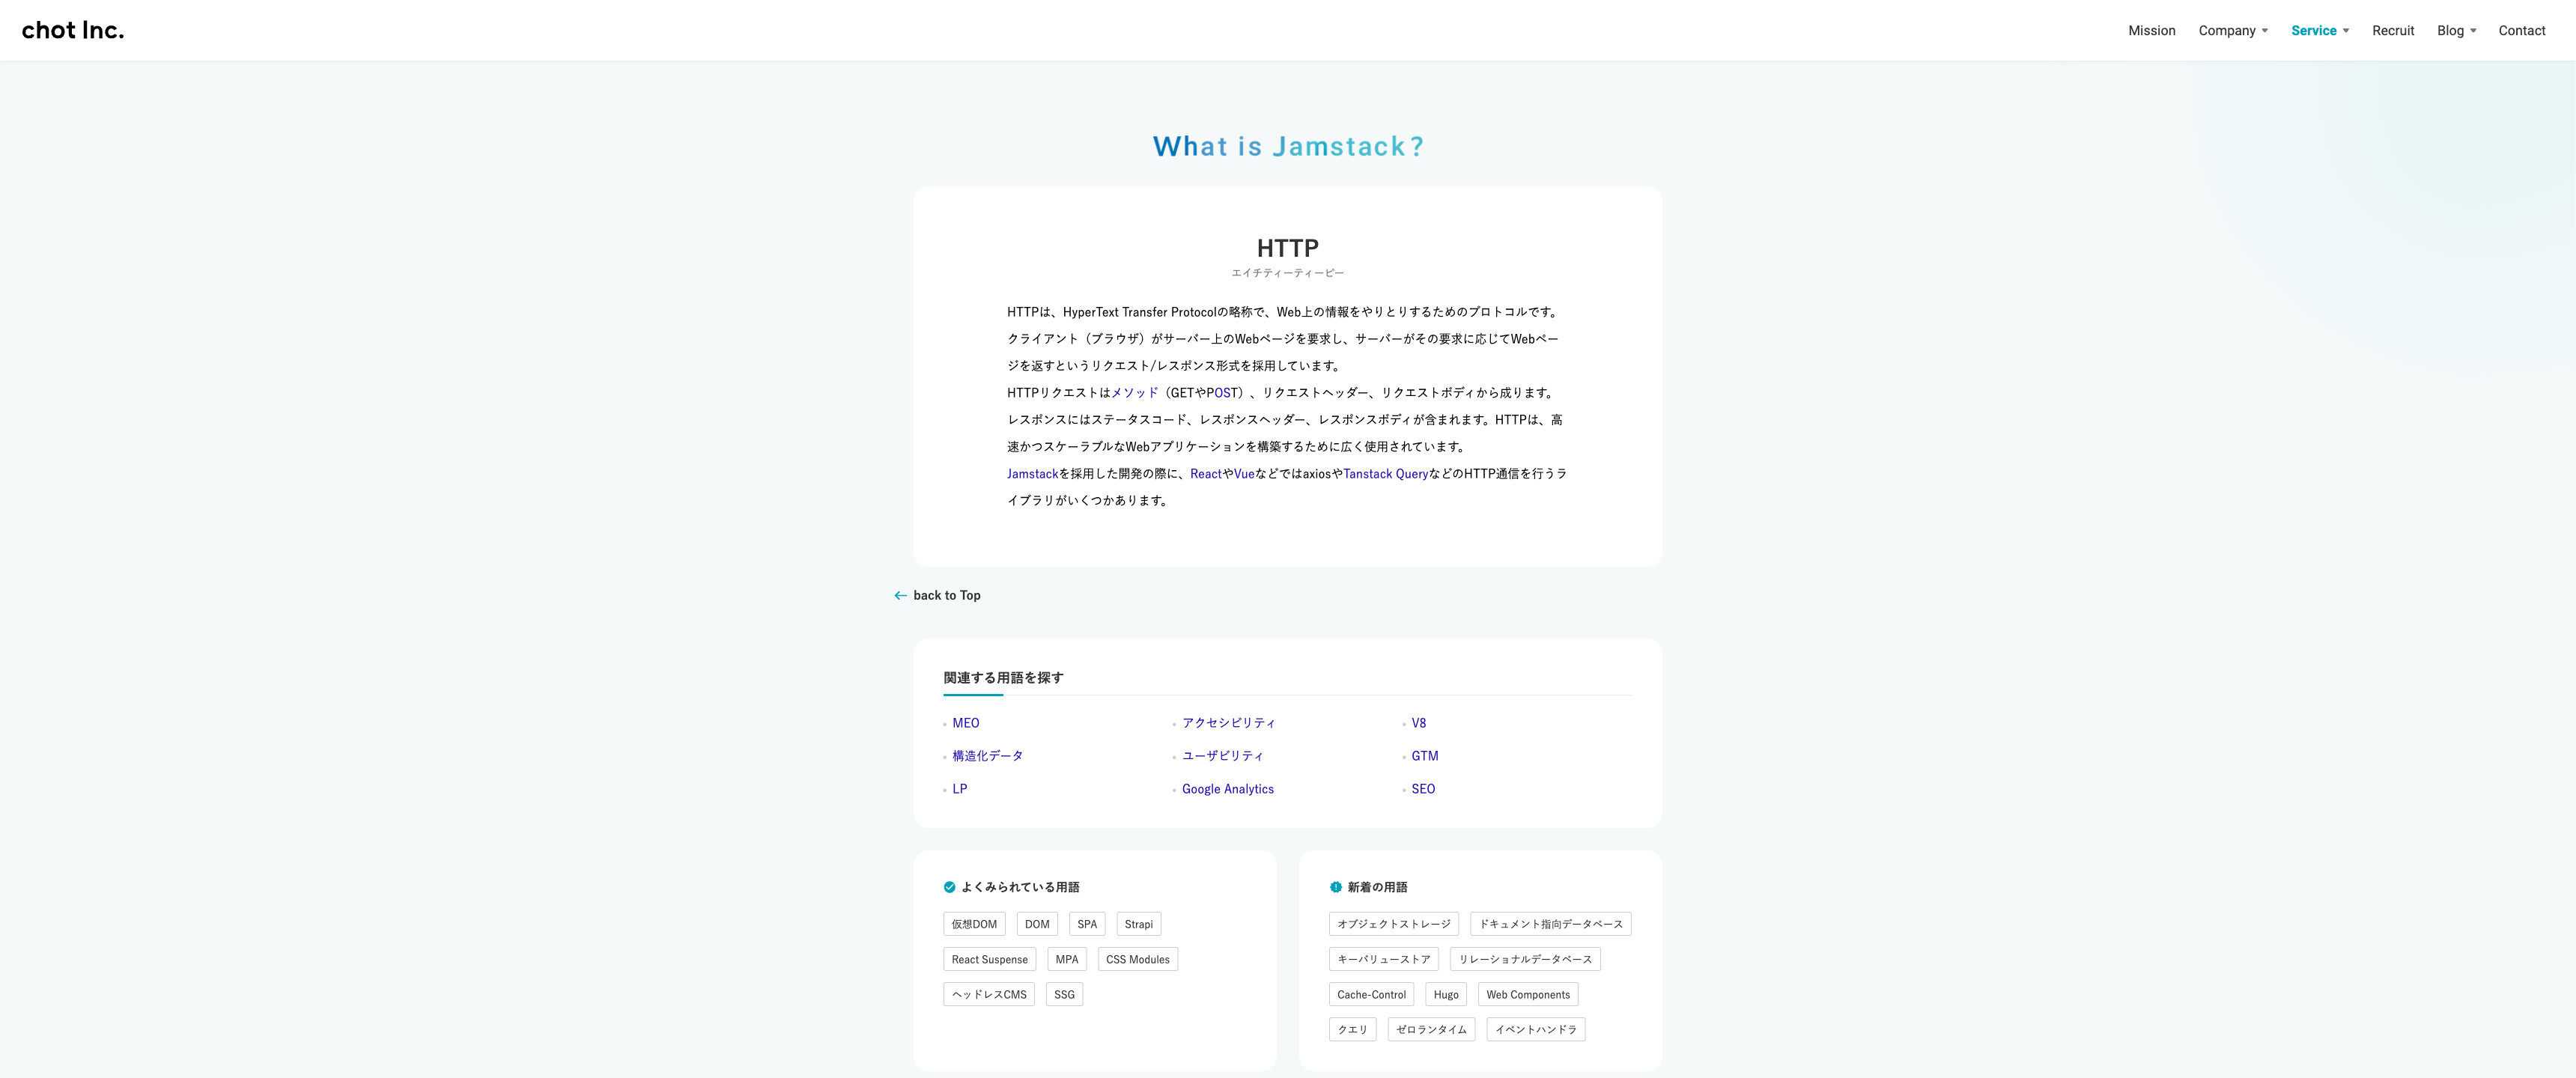 chot Inc.
Mission Company Service Recruit Blog Contact
What is Jamstack?
HTTP
エイチティーティーピー
HTTPは、HyperText Transfer Protocolの略称で、Web上の情報をやりとりするためのプロトコルです。
クライアント（ブラウザ）がサーバー上のWebページを要求し、サーバーがその要求に応じてWebペー
ジを返すというリクエスト/レスポンス形式を採用しています。
HTTPリクエストはメソッド（GETやPOST）、リクエストヘッダー、リクエストボディから成ります。
レスポンスにはステータスコード、レスポンスヘッダー、レスポンスボディが含まれます。HTTPは、高
速かつスケーラブルなWebアプリケーションを構築するために広く使用されています。
Jamstackを採用した開発の際に、ReactやVueなどではaxiosやTanstack QueryなどのHTTP通信を行うラ
イブラリがいくつかあります。
back to Top
関連する用語を探す
MEO アクセシビリティ V8
構造化データ ユーザビリティ GTM
LP Google Analytics SEO
よくみられている用語
仮想DOM DOM SPA Strapi
React Suspense MPA CSS Modules
ヘッドレスCMS SSG
新着の用語
オブジェクトストレージ ドキュメント指向データベース
キーバリューストア リレーショナルデータベース
Cache-Control Hugo Web Components
クエリ ゼロランタイム イベントハンドラ